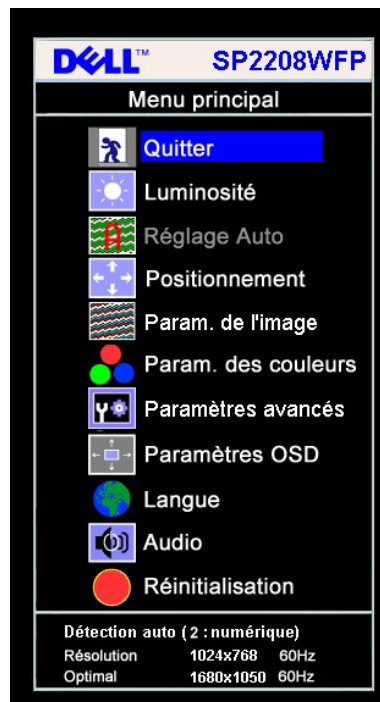 DELL™ SP2208WFP
Menu principal
Quitter
Luminosité
Réglage Auto
Positionnement
Param. de l'image
Param. des couleurs
Paramètres avancés
Paramètres OSD
Langue
Audio
Réinitialisation
Détection auto ( 2 : numérique)
Résolution 1024x768 60Hz
Optimal 1680x1050 60Hz